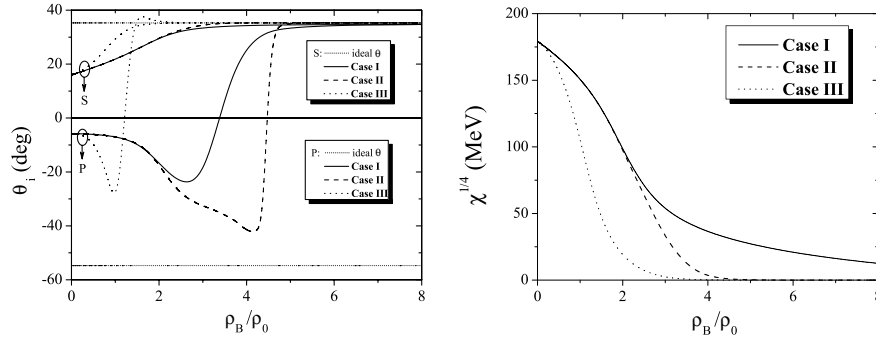 40
20
0
-20
-40
-60
θi (deg)
S
P
S: ideal θ
Case I
Case II
Case III
P: ideal θ
Case I
Case II
Case III
0 2 4 6 8
ρB/ρ0
200
150
100
50
0
χ1/4 (MeV)
Case I
Case II
Case III
0 2 4 6 8
ρB/ρ0